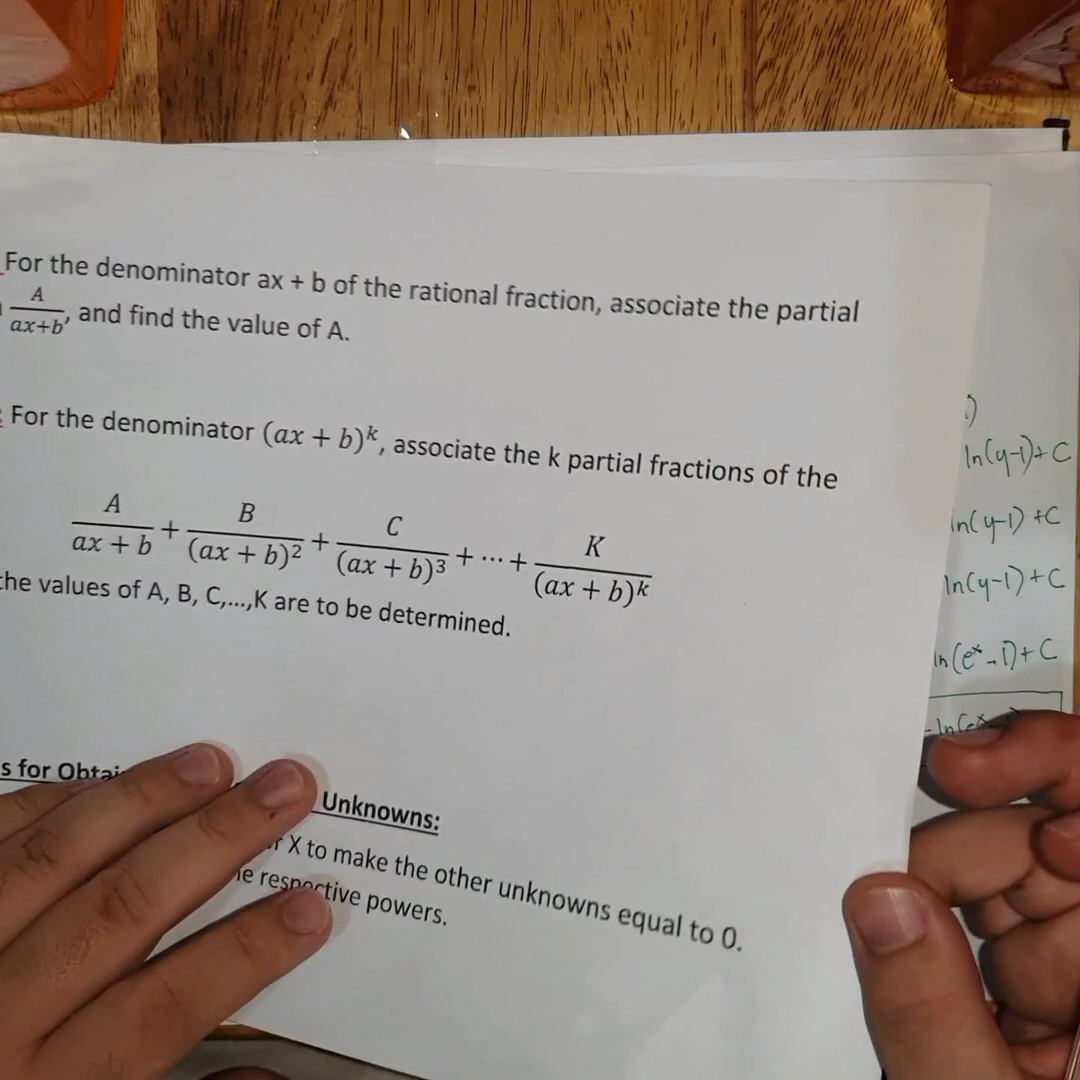 For the denominator ax + b of the rational fraction, associate the partial
A/(ax+b), and find the value of A.
For the denominator (ax + b)^k, associate the k partial fractions of the
A/(ax + b) + B/(ax + b)² + C/(ax + b)³ + ⋯ + K/(ax + b)^k
the values of A, B, C,...,K are to be determined.
s for Obtai Unknowns:
X to make the other unknowns equal to 0.
respective powers.
ln(y-1)+C
ln(y-1)+C
ln(y-1)+C
ln(e^x-1)+C